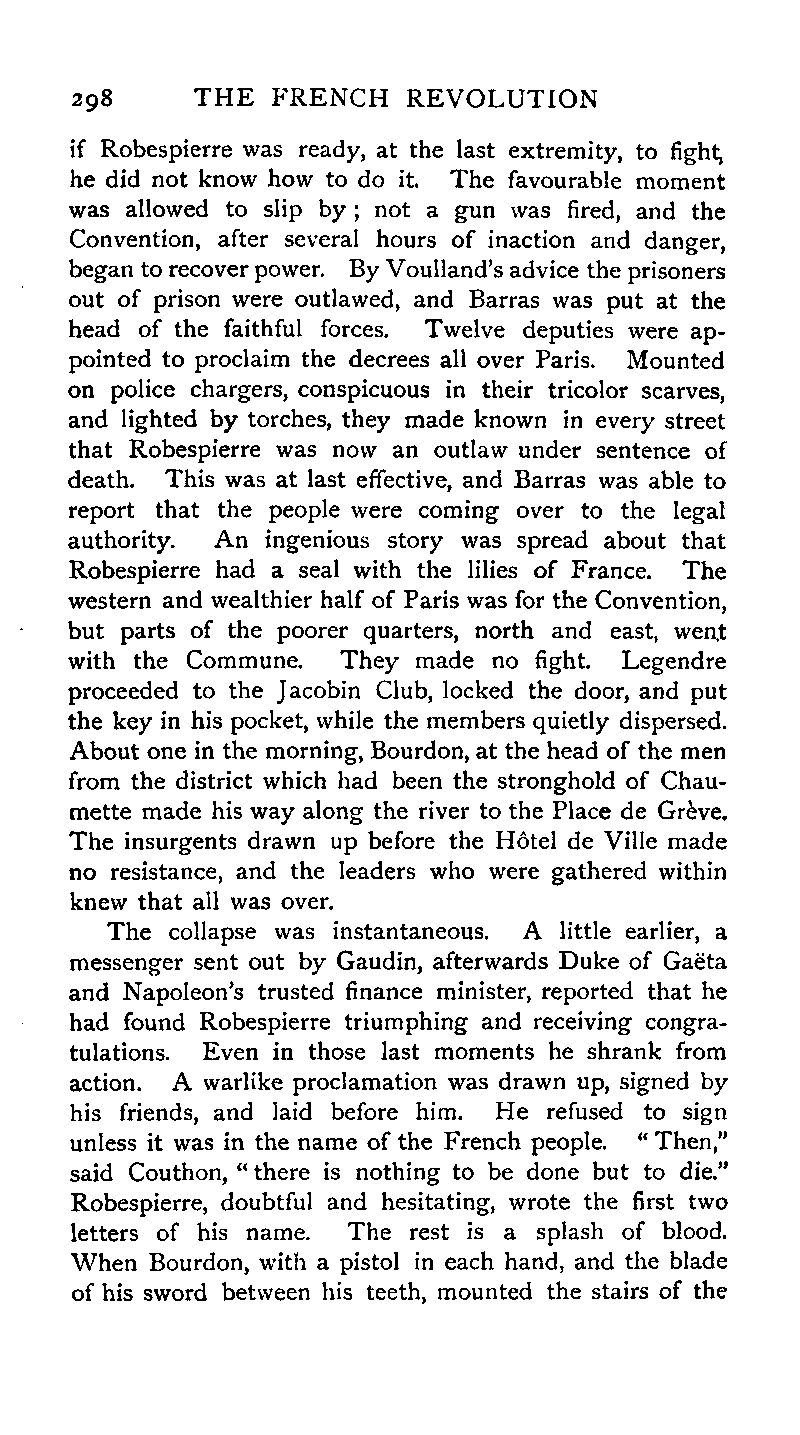 298 THE FRENCH REVOLUTION
if Robespierre was ready, at the last extremity, to fight,
he did not know how to do it. The favourable moment
was allowed to slip by ; not a gun was fired, and the
Convention, after several hours of inaction and danger,
began to recover power. By Voulland's advice the prisoners
out of prison were outlawed, and Barras was put at the
head of the faithful forces. Twelve deputies were ap-
pointed to proclaim the decrees all over Paris. Mounted
on police chargers, conspicuous in their tricolor scarves,
and lighted by torches, they made known in every street
that Robespierre was now an outlaw under sentence of
death. This was at last effective, and Barras was able to
report that the people were coming over to the legal
authority. An ingenious story was spread about that
Robespierre had a seal with the lilies of France. The
western and wealthier half of Paris was for the Convention,
but parts of the poorer quarters, north and east, went
with the Commune. They made no fight. Legendre
proceeded to the Jacobin Club, locked the door, and put
the key in his pocket, while the members quietly dispersed.
About one in the morning, Bourdon, at the head of the men
from the district which had been the stronghold of Chau-
mette made his way along the river to the Place de Grève.
The insurgents drawn up before the Hôtel de Ville made
no resistance, and the leaders who were gathered within
knew that all was over.
The collapse was instantaneous. A little earlier, a
messenger sent out by Gaudin, afterwards Duke of Gaëta
and Napoleon's trusted finance minister, reported that he
had found Robespierre triumphing and receiving congra-
tulations. Even in those last moments he shrank from
action. A warlike proclamation was drawn up, signed by
his friends, and laid before him. He refused to sign
unless it was in the name of the French people. " Then,"
said Couthon, " there is nothing to be done but to die."
Robespierre, doubtful and hesitating, wrote the first two
letters of his name. The rest is a splash of blood.
When Bourdon, with a pistol in each hand, and the blade
of his sword between his teeth, mounted the stairs of the